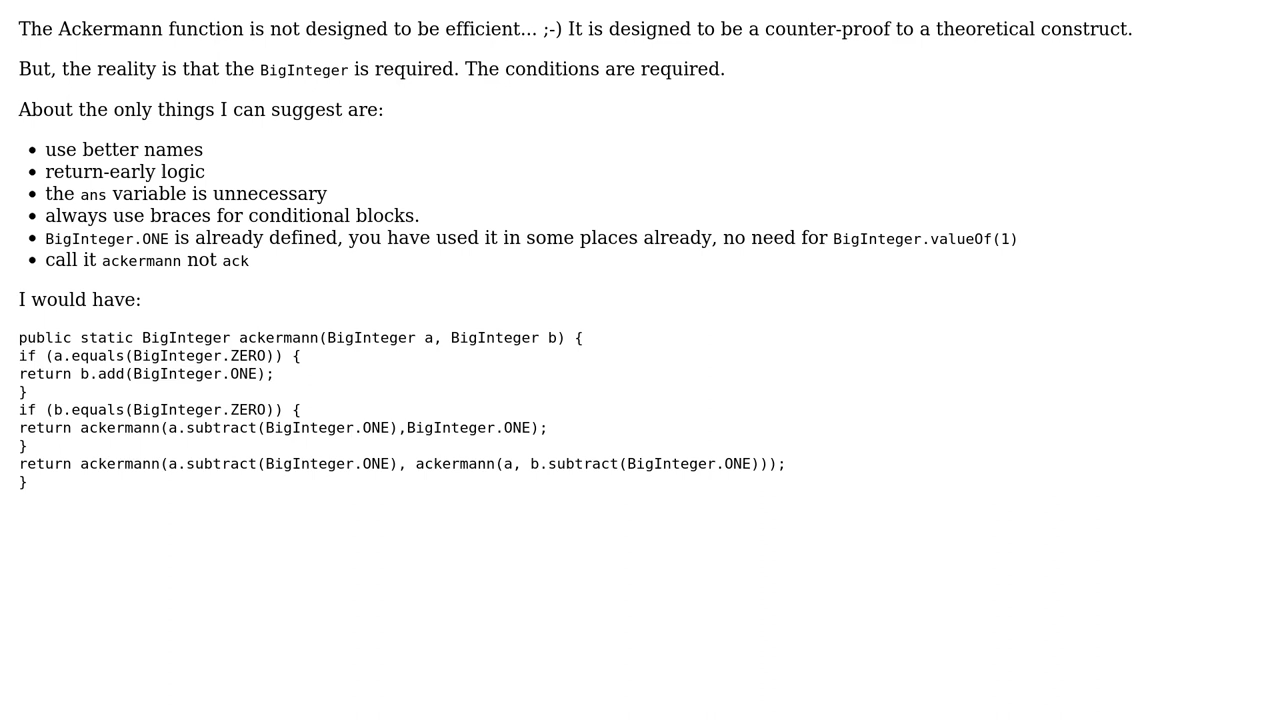 The Ackermann function is not designed to be efficient... ;-) It is designed to be a counter-proof to a theoretical construct.
But, the reality is that the BigInteger is required. The conditions are required.
About the only things I can suggest are:
• use better names
• return-early logic
• the ans variable is unnecessary
• always use braces for conditional blocks.
• BigInteger.ONE is already defined, you have used it in some places already, no need for BigInteger.valueOf(1)
• call it ackermann not ack
I would have:
public static BigInteger ackermann(BigInteger a, BigInteger b) {
if (a.equals(BigInteger.ZERO)) {
return b.add(BigInteger.ONE);
}
if (b.equals(BigInteger.ZERO)) {
return ackermann(a.subtract(BigInteger.ONE),BigInteger.ONE);
}
return ackermann(a.subtract(BigInteger.ONE), ackermann(a, b.subtract(BigInteger.ONE)));
}